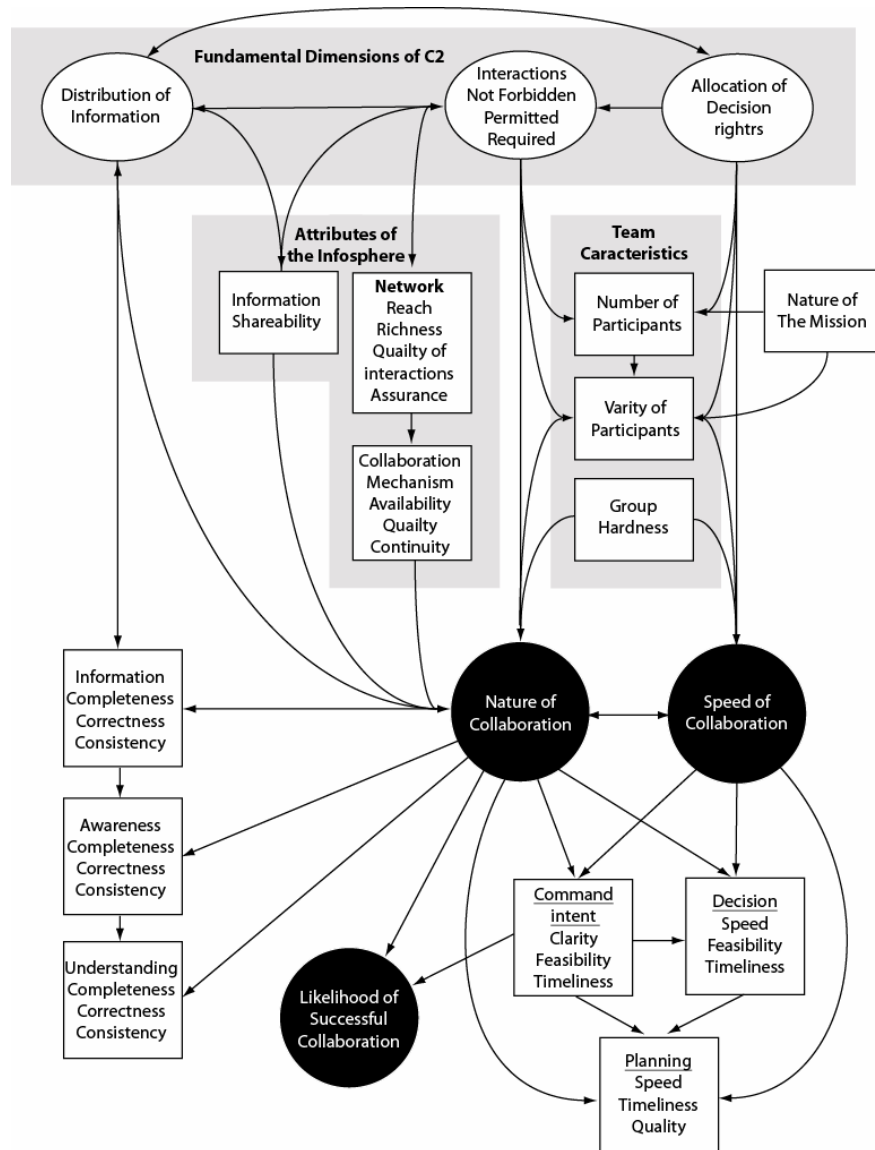 Fundamental Dimensions of C2
Distribution of
Information
Interactions
Not Forbidden
Permitted
Required
Allocation of
Decision
rightrs
Attributes of
the Infosphere
Information
Shareability
Network
Reach
Richness
Quailty of
interactions
Assurance
Collaboration
Mechanism
Availability
Quailty
Continuity
Team
Caracteristics
Number of
Participants
Varity of
Participants
Group
Hardness
Nature of
The Mission
Information
Completeness
Correctness
Consistency
Nature of
Collaboration
Speed of
Collaboration
Awareness
Completeness
Correctness
Consistency
Understanding
Completeness
Correctness
Consistency
Likelihood of
Successful
Collaboration
Command
intent
Clarity
Feasibility
Timeliness
Decision
Speed
Feasibility
Timeliness
Planning
Speed
Timeliness
Quality